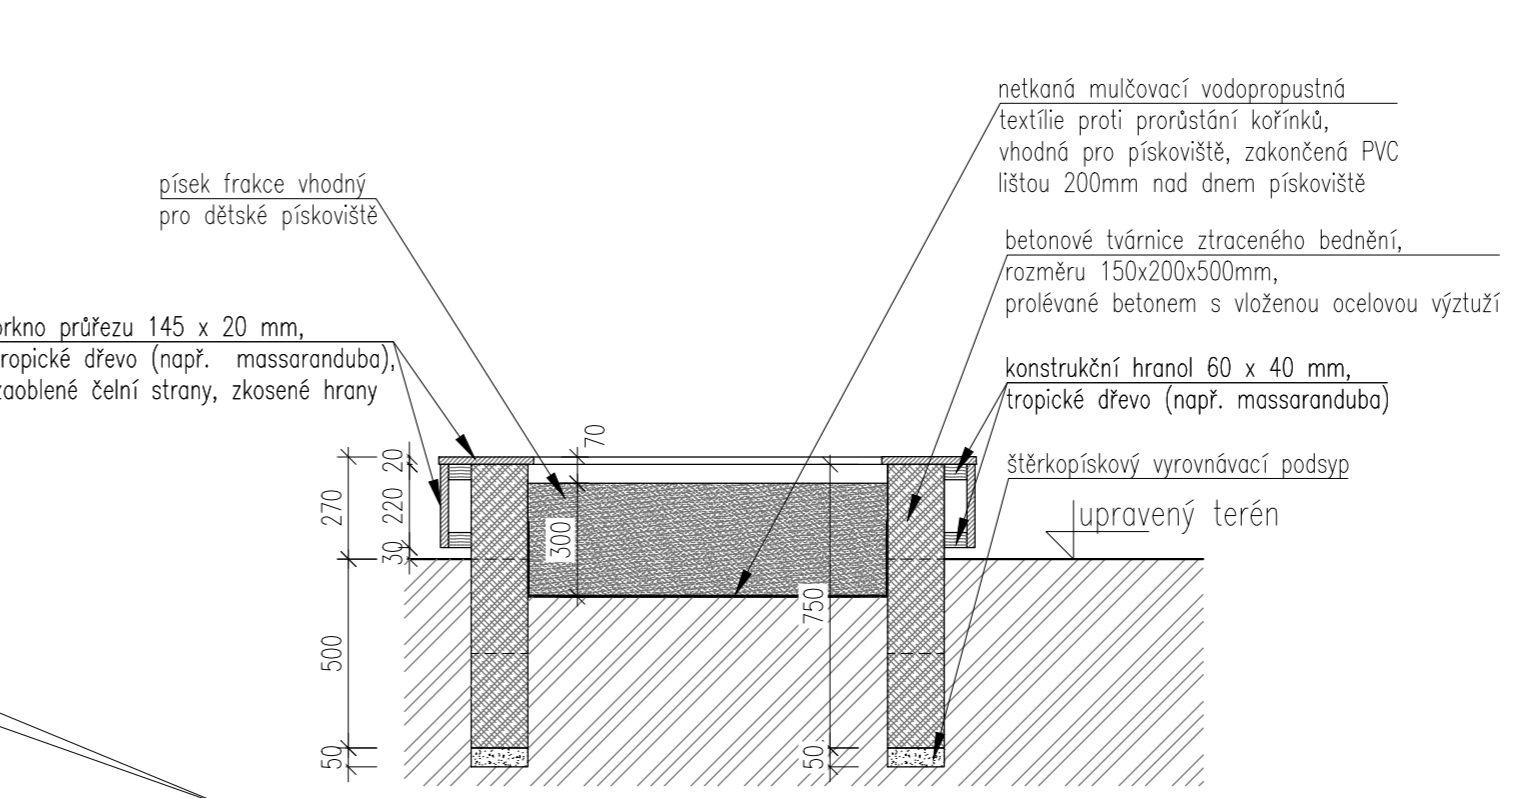 netkaná mulčovací vodopropustná
textílie proti prorůstání kořínků,
vhodná pro pískoviště, zakončená PVC
lištou 200mm nad dnem pískoviště
písek frakce vhodný
pro dětské pískoviště
betonové tvárnice ztraceného bednění,
rozměru 150x200x500mm,
prolévané betonem s vloženou ocelovou výztuží
průřezu 145 x 20 mm,
dřevo (např. massaranduba),
zaoblené čelní strany, zkosené hrany
konstrukční hranol 60 x 40 mm,
tropické dřevo (např. massaranduba)
štěrkopískový vyrovnávací podsyp
upravený terén
70
20
270
220
30
300
750
500
50
50